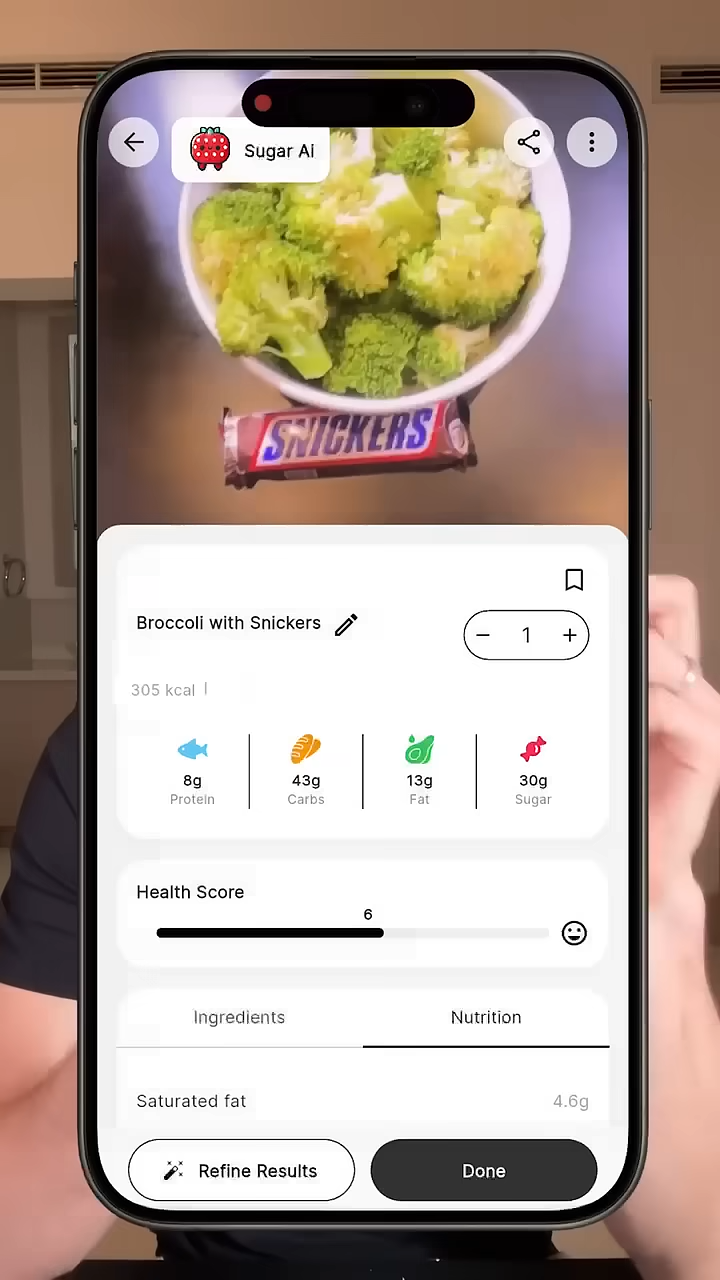 Sugar Ai
SNICKERS
Broccoli with Snickers
− 1 +
305 kcal
8g
Protein
43g
Carbs
13g
Fat
30g
Sugar
Health Score
6
Ingredients
Nutrition
Saturated fat
4.6g
Refine Results
Done